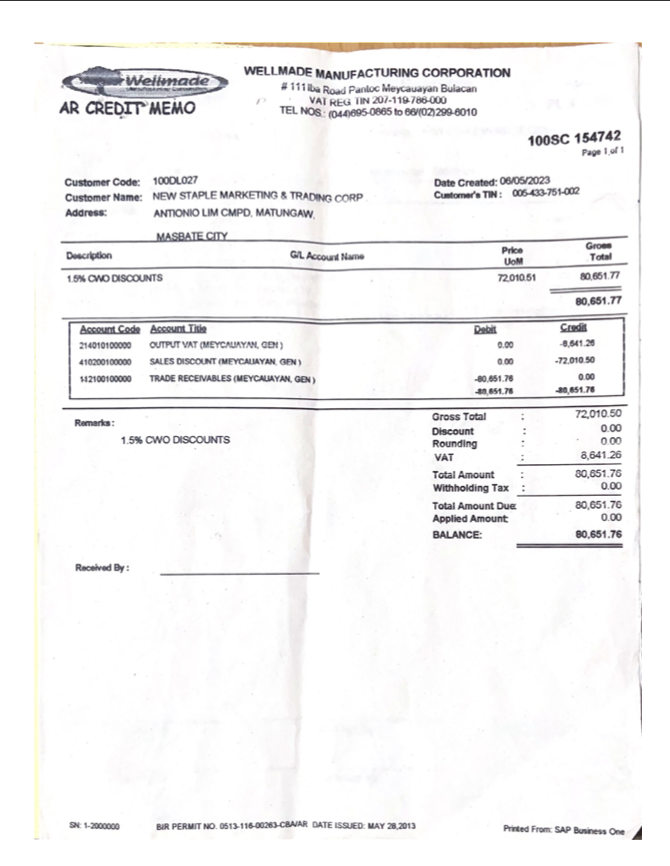 Wellmade
WELLMADE MANUFACTURING CORPORATION
# 111 Iba Road Pantoc Meycauayan Bulacan
VAT REG TIN 207-119-786-000
TEL NOS.: (044)695-0865 to 66/(02)299-6010
AR CREDIT MEMO
100SC 154742
Page 1 of 1
Customer Code: 100DL027
Date Created: 06/05/2023
Customer Name: NEW STAPLE MARKETING & TRADING CORP
Customer's TIN : 005-433-751-002
Address: ANTIONIO LIM CMPD, MATUNGAW,
MASBATE CITY
Description G/L Account Name Price UoM Gross Total
1.5% CWO DISCOUNTS 72,010.51 80,651.77
80,651.77
Account Code Account Title Debit Credit
214010100000 OUTPUT VAT (MEYCAUAYAN, GEN ) 0.00 -8,641.26
410200100000 SALES DISCOUNT (MEYCAUAYAN, GEN ) 0.00 -72,010.50
112100100000 TRADE RECEIVABLES (MEYCAUAYAN, GEN ) -80,651.76 0.00
-80,651.76 -80,651.76
Remarks :
1.5% CWO DISCOUNTS
Gross Total : 72,010.50
Discount : 0.00
Rounding : 0.00
VAT : 8,641.26
Total Amount : 80,651.76
Withholding Tax : 0.00
Total Amount Due: 80,651.76
Applied Amount: 0.00
BALANCE: 80,651.76
Received By :
SN: 1-2000000 BIR PERMIT NO. 0513-116-00263-CBA/AR DATE ISSUED: MAY 28,2013
Printed From: SAP Business One